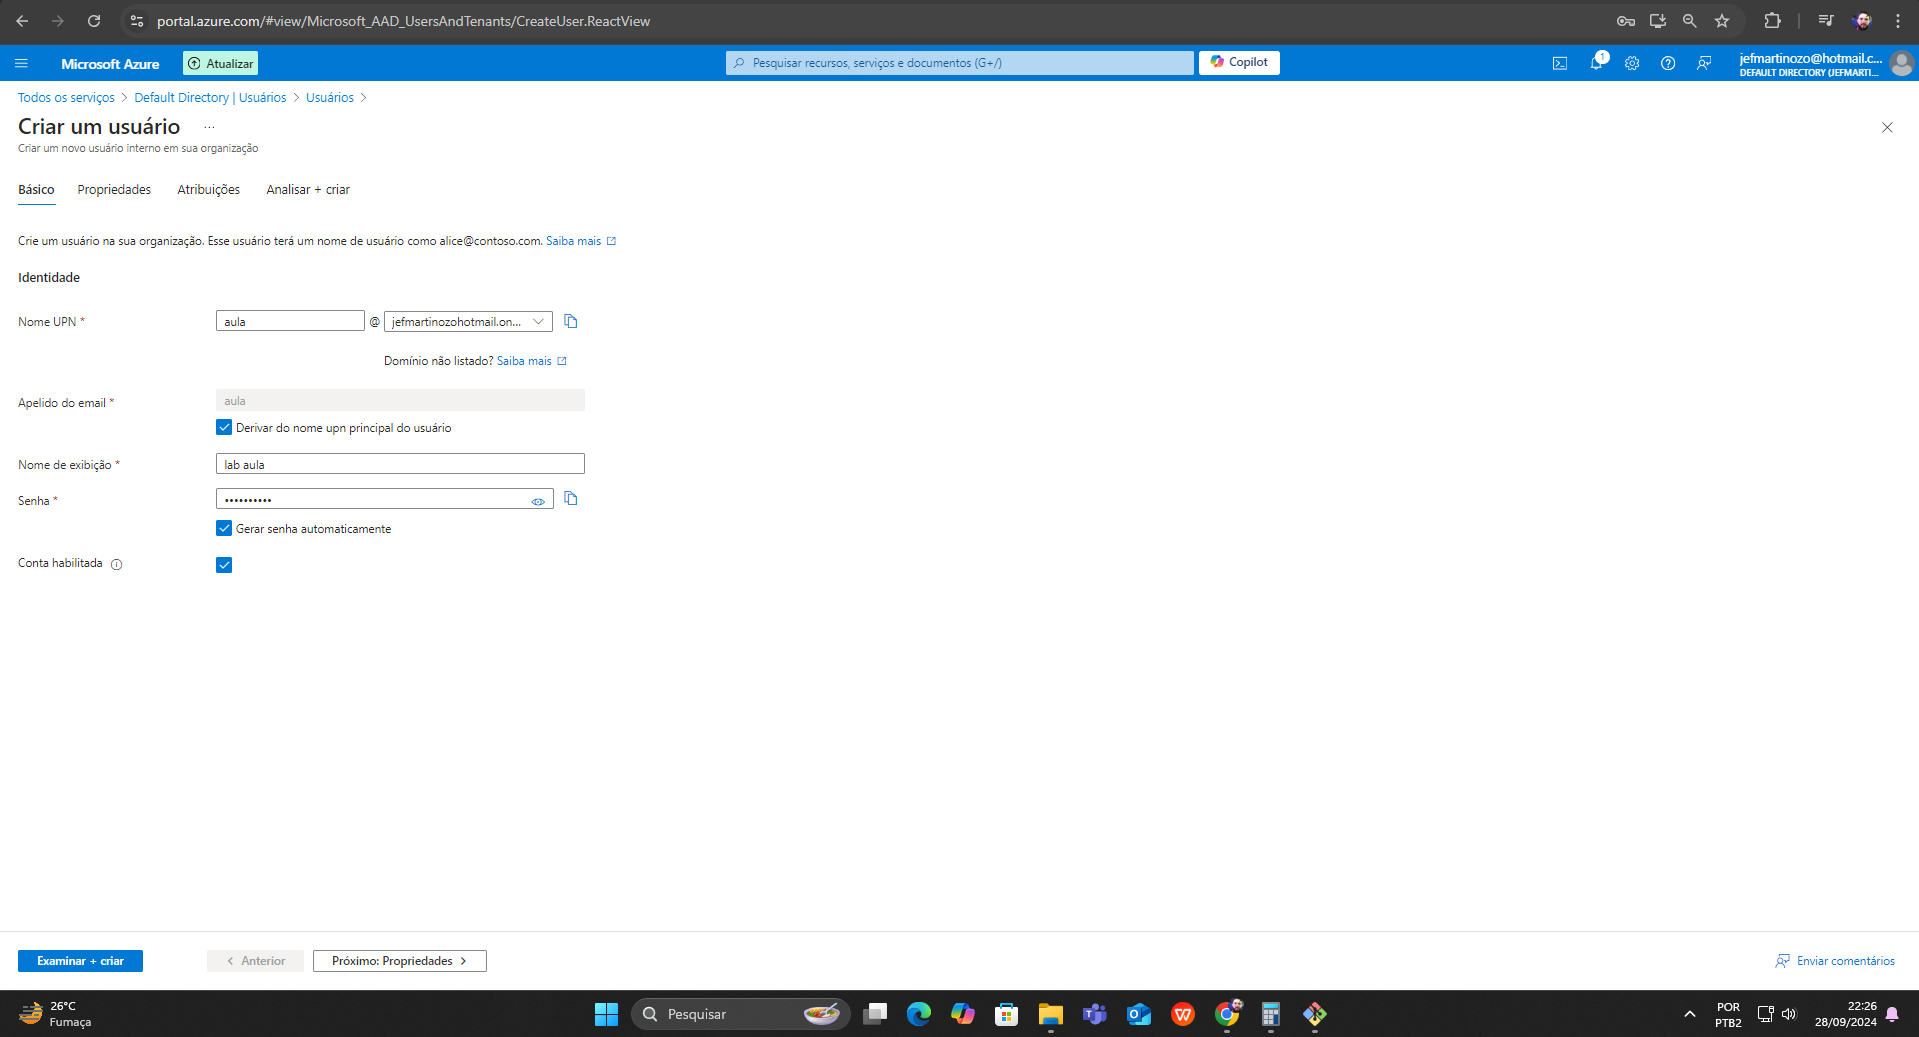 portal.azure.com/#view/Microsoft_AAD_UsersAndTenants/CreateUser.ReactView
Microsoft Azure
Atualizar
Pesquisar recursos, serviços e documentos (G+/)
Copilot
1
jefmartinozo@hotmail.c...
DEFAULT DIRECTORY (JEFMARTI...
Todos os serviços > Default Directory | Usuários > Usuários >
Criar um usuário ...
Criar um novo usuário interno em sua organização
Básico Propriedades Atribuições Analisar + criar
Crie um usuário na sua organização. Esse usuário terá um nome de usuário como alice@contoso.com. Saiba mais
Identidade
Nome UPN * aula @ jefmartinozohotmail.on...
Domínio não listado? Saiba mais
Apelido do email * aula
Derivar do nome upn principal do usuário
Nome de exibição * lab aula
Senha * ••••••••••
Gerar senha automaticamente
Conta habilitada
Examinar + criar < Anterior Próximo: Propriedades > Enviar comentários
26°C
Fumaça
Pesquisar
POR
PTB2
22:26
28/09/2024